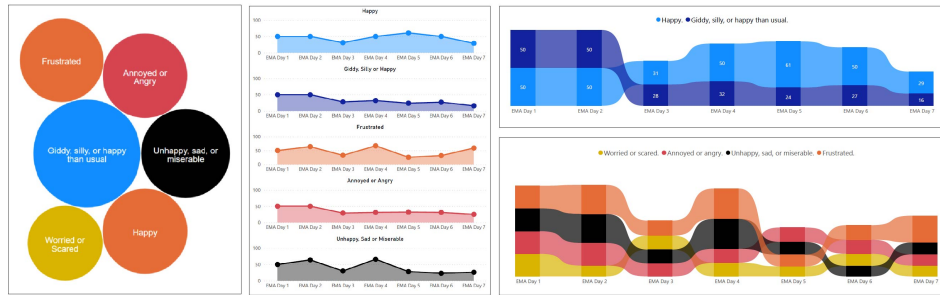 Frustrated
Annoyed or
Angry
Giddy, silly, or happy
than usual
Unhappy, sad, or
miserable
Worried or
Scared
Happy
Happy
100
50
0
EMA Day 1 EMA Day 2 EMA Day 3 EMA Day 4 EMA Day 5 EMA Day 6 EMA Day 7
Giddy, Silly, or Happy
100
50
0
EMA Day 1 EMA Day 2 EMA Day 3 EMA Day 4 EMA Day 5 EMA Day 6 EMA Day 7
Frustrated
100
50
0
EMA Day 1 EMA Day 2 EMA Day 3 EMA Day 4 EMA Day 5 EMA Day 6 EMA Day 7
Annoyed or Angry
100
50
0
EMA Day 1 EMA Day 2 EMA Day 3 EMA Day 4 EMA Day 5 EMA Day 6 EMA Day 7
Unhappy, Sad or Miserable
100
50
0
EMA Day 1 EMA Day 2 EMA Day 3 EMA Day 4 EMA Day 5 EMA Day 6 EMA Day 7
Happy. Giddy, silly, or happy than usual.
50 50 31 50 61 50 29
50 50 28 32 24 27 16
EMA Day 1 EMA Day 2 EMA Day 3 EMA Day 4 EMA Day 5 EMA Day 6 EMA Day 7
Worried or scared. Annoyed or angry. Unhappy, sad, or miserable. Frustrated.
EMA Day 1 EMA Day 2 EMA Day 3 EMA Day 4 EMA Day 5 EMA Day 6 EMA Day 7